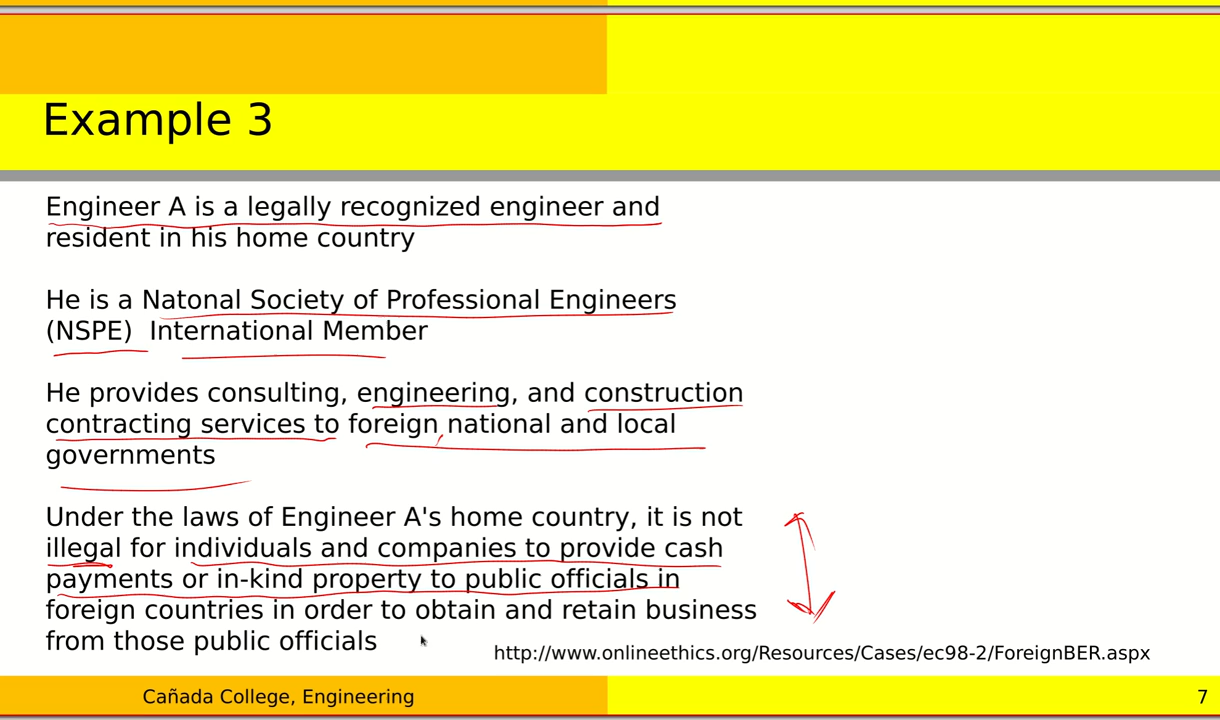 Example 3
Engineer A is a legally recognized engineer and
resident in his home country
He is a Natonal Society of Professional Engineers
(NSPE)  International Member
He provides consulting, engineering, and construction
contracting services to foreign national and local
governments
Under the laws of Engineer A's home country, it is not
illegal for individuals and companies to provide cash
payments or in-kind property to public officials in
foreign countries in order to obtain and retain business
from those public officials
http://www.onlineethics.org/Resources/Cases/ec98-2/ForeignBER.aspx
Cañada College, Engineering
7